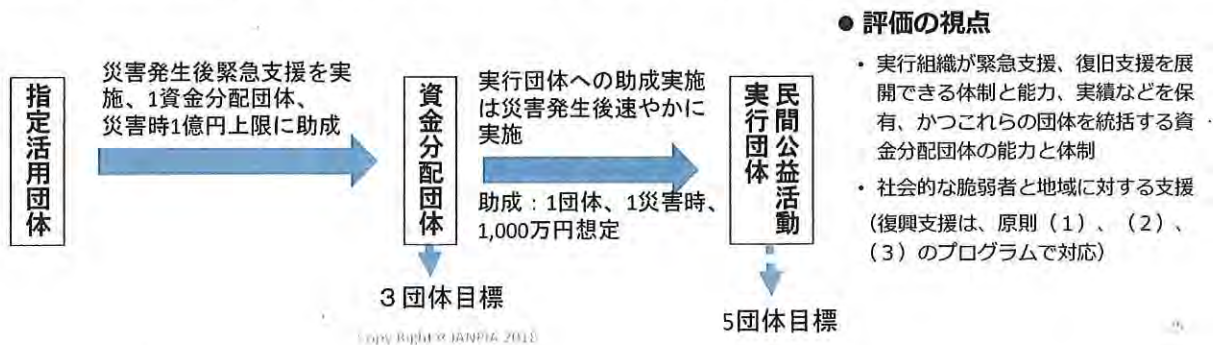 指定活用団体
災害発生後緊急支援を実
施、1資金分配団体、
災害時1億円上限に助成
資金分配団体
3団体目標
実行団体への助成実施
は災害発生後速やかに
実施
助成：1団体、1災害時、
1,000万円想定
民間公益活動
実行団体
5団体目標
● 評価の視点
・ 実行組織が緊急支援、復旧支援を展
開できる体制と能力、実績などを保
有、かつこれらの団体を統括する資
金分配団体の能力と体制
・ 社会的な脆弱者と地域に対する支援
(復興支援は、原則（1）、（2）、
（3）のプログラムで対応)
Copy Right © JANPIA 2018